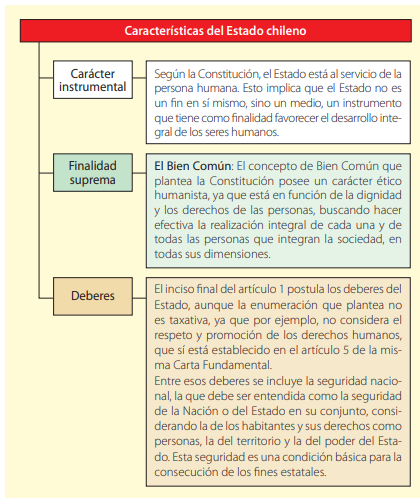 Características del Estado chileno
Carácter
instrumental
Según la Constitución, el Estado está al servicio de la
persona humana. Esto implica que el Estado no es
un fin en sí mismo, sino un medio, un instrumento
que tiene como finalidad favorecer el desarrollo inte-
gral de los seres humanos.
Finalidad
suprema
El Bien Común: El concepto de Bien Común que
plantea la Constitución posee un carácter ético
humanista, ya que está en función de la dignidad
y los derechos de las personas, buscando hacer
efectiva la realización integral de cada una y de
todas las personas que integran la sociedad, en
todas sus dimensiones.
Deberes
El inciso final del artículo 1 postula los deberes del
Estado, aunque la enumeración que plantea no
es taxativa, ya que por ejemplo, no considera el
respeto y promoción de los derechos humanos,
que sí está establecido en el artículo 5 de la mis-
ma Carta Fundamental.
Entre esos deberes se incluye la seguridad nacio-
nal, la que debe ser entendida como la seguridad
de la Nación o del Estado en su conjunto, consi-
derando la de los habitantes y sus derechos como
personas, la del territorio y la del poder del Esta-
do. Esta seguridad es una condición básica para la
consecución de los fines estatales.